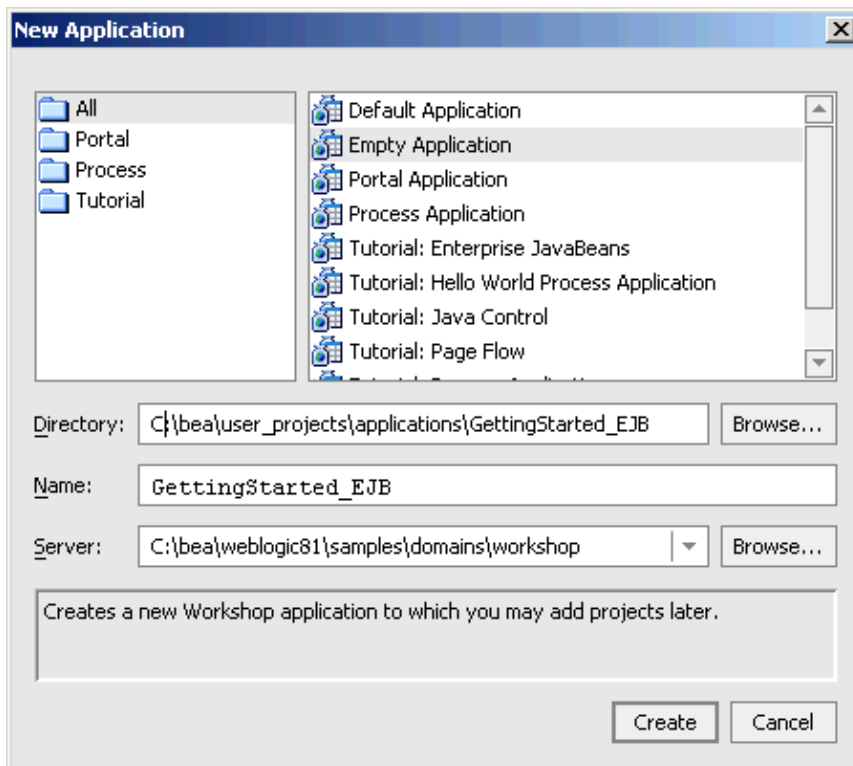 New Application
All
Portal
Process
Tutorial
Default Application
Empty Application
Portal Application
Process Application
Tutorial: Enterprise JavaBeans
Tutorial: Hello World Process Application
Tutorial: Java Control
Tutorial: Page Flow
Directory: C:\bea\user_projects\applications\GettingStarted_EJB Browse...
Name: GettingStarted_EJB
Server: C:\bea\weblogic81\samples\domains\workshop Browse...
Creates a new Workshop application to which you may add projects later.
Create Cancel